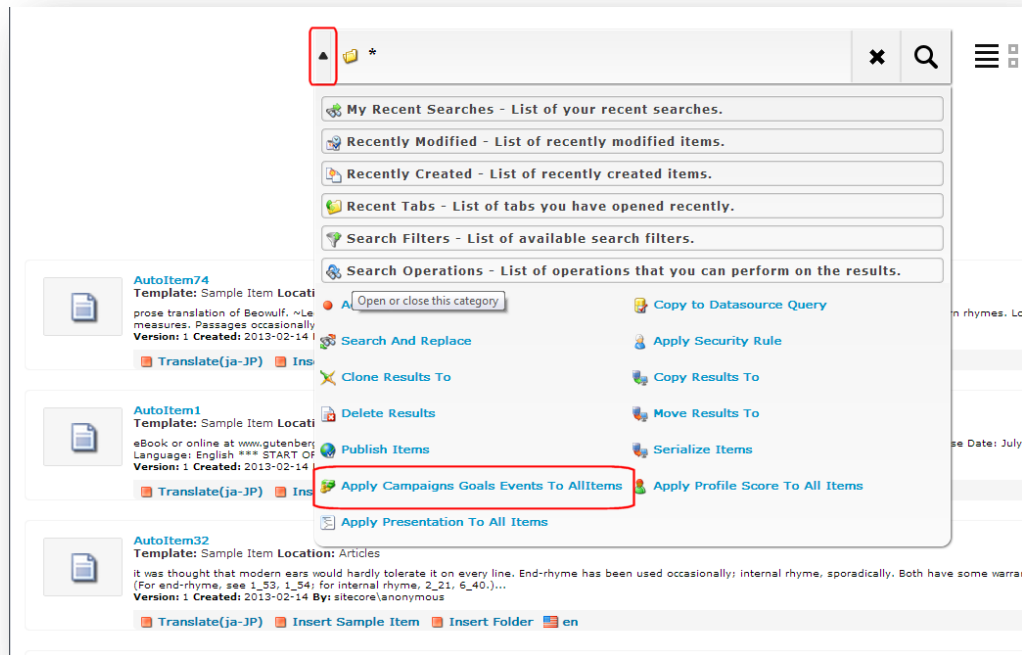 *
My Recent Searches - List of your recent searches.
Recently Modified - List of recently modified items.
Recently Created - List of recently created items.
Recent Tabs - List of tabs you have opened recently.
Search Filters - List of available search filters.
Search Operations - List of operations that you can perform on the results.
Open or close this category
Copy to Datasource Query
Search And Replace
Apply Security Rule
Clone Results To
Copy Results To
Delete Results
Move Results To
Publish Items
Serialize Items
Apply Campaigns Goals Events To AllItems
Apply Profile Score To All Items
Apply Presentation To All Items
AutoItem74
Template: Sample Item Locati
prose translation of Beowulf. ~Le
n rhymes. Lo
measures. Passages occasionally
Version: 1 Created: 2013-02-14
Translate(ja-JP) Inse
AutoItem1
Template: Sample Item Locati
eBook or online at www.gutenberg
se Date: July
Language: English *** START OF
Version: 1 Created: 2013-02-14
Translate(ja-JP) Ins
AutoItem32
Template: Sample Item Location: Articles
it was thought that modern ears would hardly tolerate it on every line. End-rhyme has been used occasionally; internal rhyme, sporadically. Both have some warra
(For end-rhyme, see 1_53, 1_54; for internal rhyme, 2_21, 6_40.)...
Version: 1 Created: 2013-02-14 By: sitecore\anonymous
Translate(ja-JP) Insert Sample Item Insert Folder en